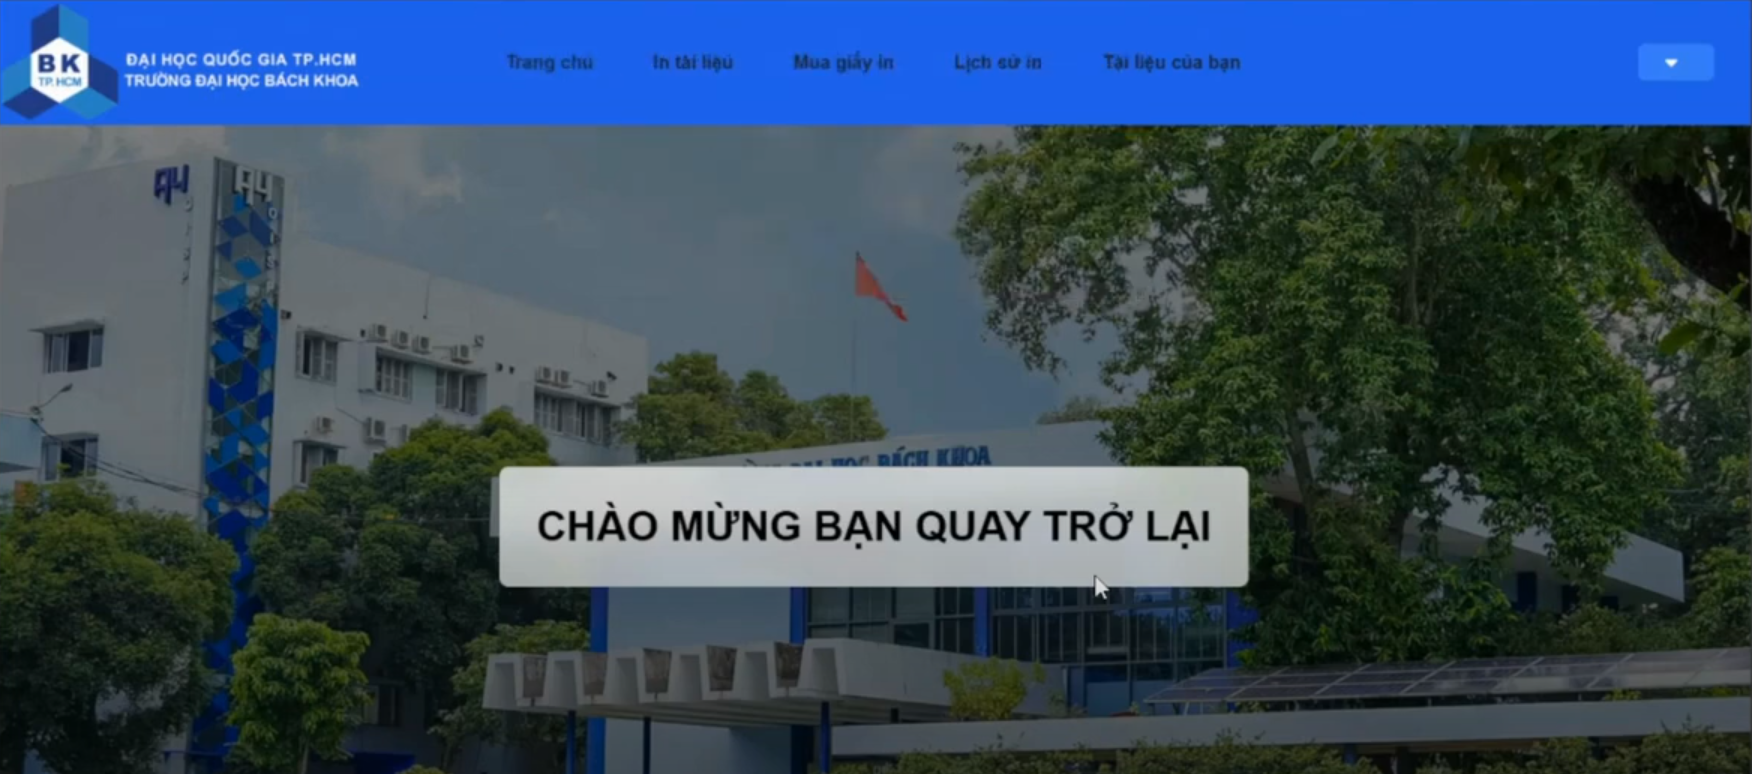 BK
TP.HCM
ĐẠI HỌC QUỐC GIA TP.HCM
TRƯỜNG ĐẠI HỌC BÁCH KHOA
Trang chủ
In tài liệu
Mua giấy in
Lịch sử in
Tài liệu của bạn
A4
A4
ĐẠI HỌC BÁCH KHOA
CHÀO MỪNG BẠN QUAY TRỞ LẠI